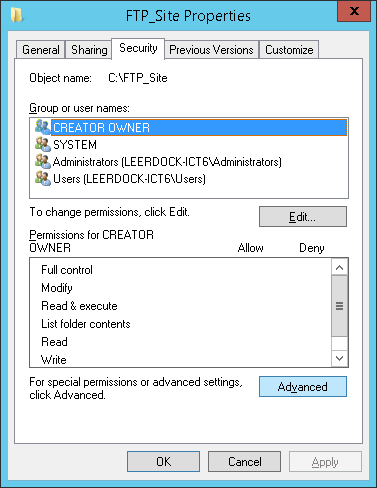 FTP_Site Properties
x
General Sharing Security Previous Versions Customize
Object name: C:\FTP_Site
Group or user names:
CREATOR OWNER
SYSTEM
Administrators (LEERDOCK-ICT6\Administrators)
Users (LEERDOCK-ICT6\Users)
To change permissions, click Edit.
Edit...
Permissions for CREATOR
OWNER Allow Deny
Full control
Modify
Read & execute
List folder contents
Read
Write
For special permissions or advanced settings,
click Advanced.
Advanced
OK Cancel Apply